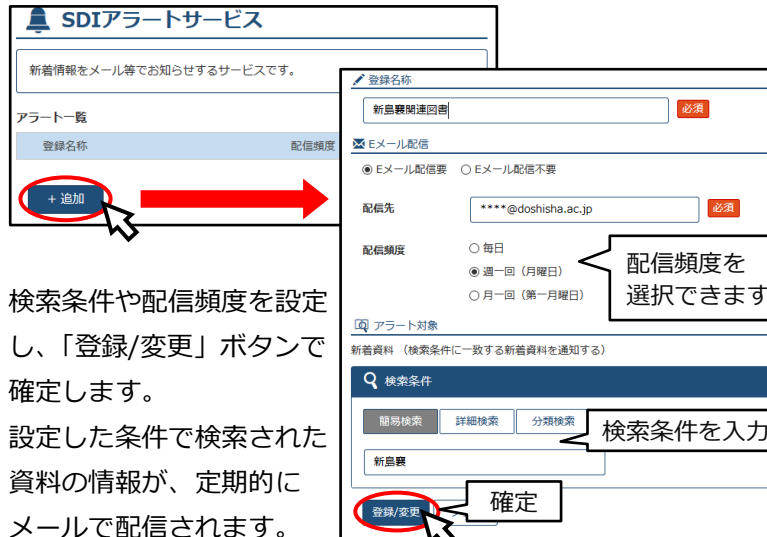 SDIアラートサービス
新着情報をメール等でお知らせするサービスです。
アラート一覧
登録名称 配信頻度
+ 追加
登録名称
新島襄関連図書 必須
Eメール配信
Eメール配信要 Eメール配信不要
配信先 ****@doshisha.ac.jp 必須
配信頻度
毎日
週一回（月曜日）
月一回（第一月曜日）
配信頻度を
選択できます
アラート対象
新着資料 （検索条件に一致する新着資料を通知する）
検索条件
簡易検索 詳細検索 分類検索
検索条件を入力
新島襄
登録/変更
確定
検索条件や配信頻度を設定
し、「登録/変更」ボタンで
確定します。
設定した条件で検索された
資料の情報が、定期的に
メールで配信されます。